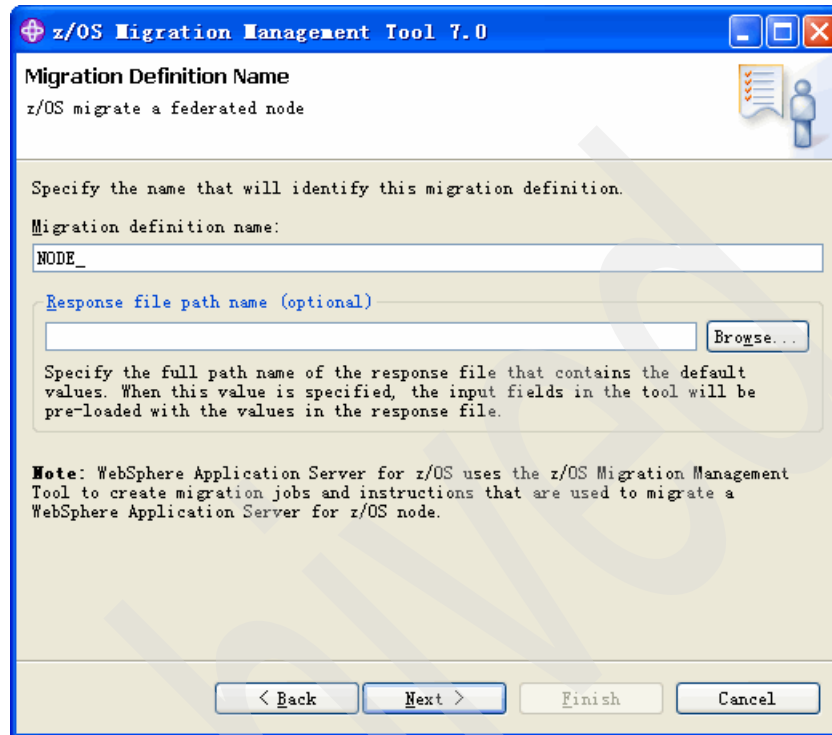 z/OS Migration Management Tool 7.0
Migration Definition Name
z/OS migrate a federated node
Specify the name that will identify this migration definition.
Migration definition name:
NODE_
Response file path name (optional)
Browse...
Specify the full path name of the response file that contains the default
values. When this value is specified, the input fields in the tool will be
pre-loaded with the values in the response file.
Note: WebSphere Application Server for z/OS uses the z/OS Migration Management
Tool to create migration jobs and instructions that are used to migrate a
WebSphere Application Server for z/OS node.
< Back
Next >
Finish
Cancel